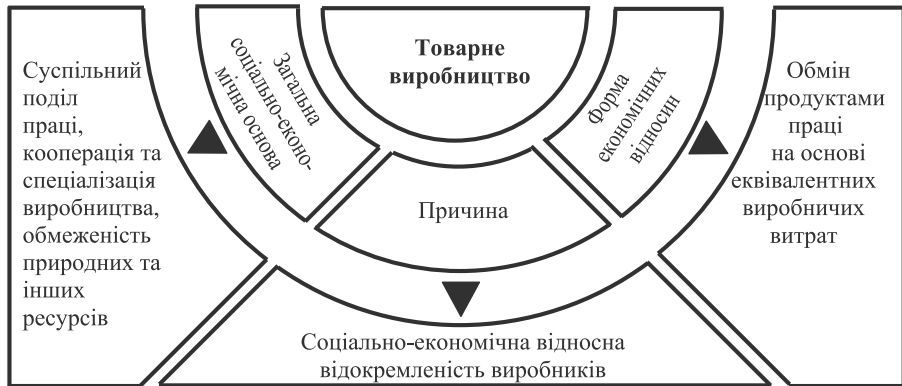 Товарне
виробництво
Загальна
соціально-еконо-
мічна основа
Причина
Форма
економічних
відносин
Суспільний
поділ
праці,
кооперація та
спеціалізація
виробництва,
обмеженість
природних та
інших
ресурсів
Соціально-економічна відносна
відокремленість виробників
Обмін
продуктами
праці
на основі
еквівалентних
виробничих
витрат